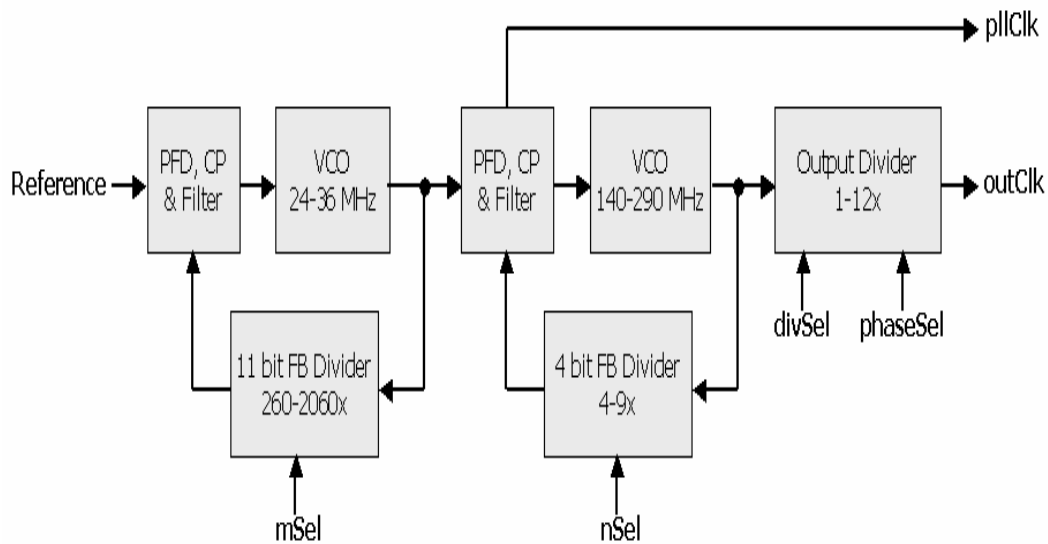 pllClk
Reference
PFD, CP
& Filter
VCO
24-36 MHz
PFD, CP
& Filter
VCO
140-290 MHz
Output Divider
1-12x
outClk
divSel
phaseSel
11 bit FB Divider
260-2060x
4 bit FB Divider
4-9x
mSel
nSel